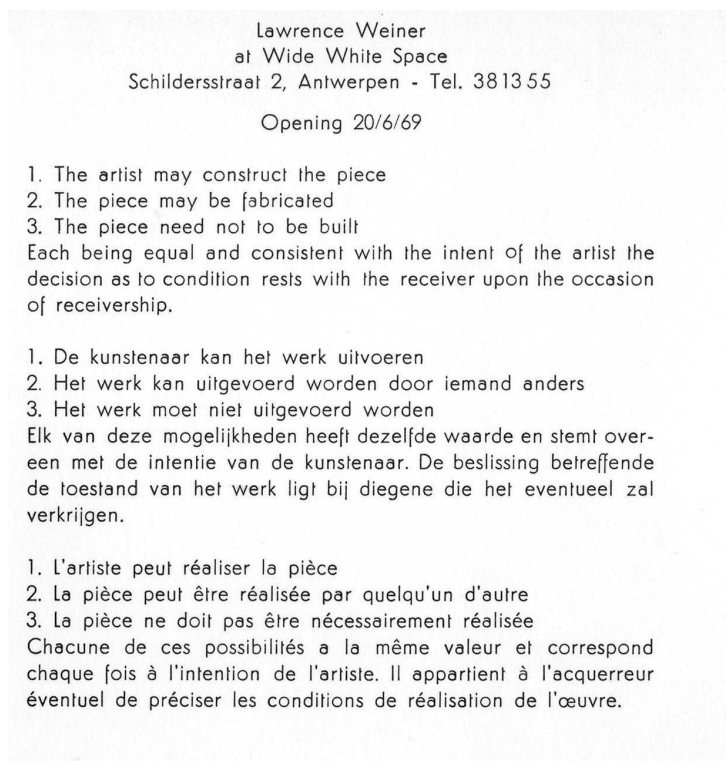 Lawrence Weiner
at Wide White Space
Schildersstraat 2, Antwerpen - Tel. 38 13 55
Opening 20/6/69
1. The artist may construct the piece
2. The piece may be fabricated
3. The piece need not to be built
Each being equal and consistent with the intent of the artist the
decision as to condition rests with the receiver upon the occasion
of receivership.
1. De kunstenaar kan het werk uitvoeren
2. Het werk kan uitgevoerd worden door iemand anders
3. Het werk moet niet uitgevoerd worden
Elk van deze mogelijkheden heeft dezelfde waarde en stemt over-
een met de intentie van de kunstenaar. De beslissing betreffende
de toestand van het werk ligt bij diegene die het eventueel zal
verkrijgen.
1. L'artiste peut réaliser la pièce
2. La pièce peut être réalisée par quelqu'un d'autre
3. La pièce ne doit pas être nécessairement réalisée
Chacune de ces possibilités a la même valeur et correspond
chaque fois à l'intention de l'artiste. Il appartient à l'acquerreur
éventuel de préciser les conditions de réalisation de l'œuvre.